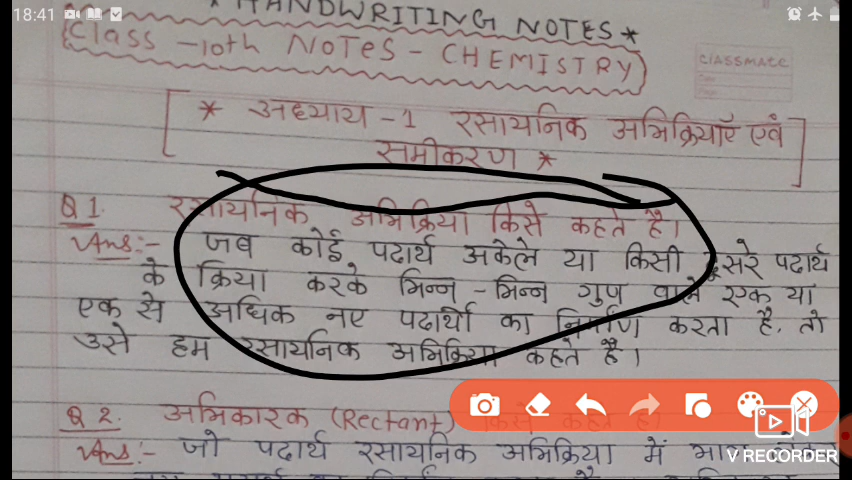 18:41
* HANDWRITING NOTES *
Class -10th NOTES - CHEMISTRY
CLASSMATE
* अध्याय -1 रसायनिक अभिक्रियाएँ एवं
समीकरण *
Q1. रसायनिक अभिक्रिया किसे कहते है।
Ans:- जब कोई पदार्थ अकेले या किसी दुसरे पदार्थ
के क्रिया करके भिन्न - भिन्न गुण वाले एक या
एक से अधिक नए पदार्थो का निर्माण करता है, तो
उसे हम रसायनिक अभिक्रिया कहते है।
Q2. अभिकारक (Rectant) किसे कहते है।
Ans:- जो पदार्थ रसायनिक अभिक्रिया में भाग
V RECORDER